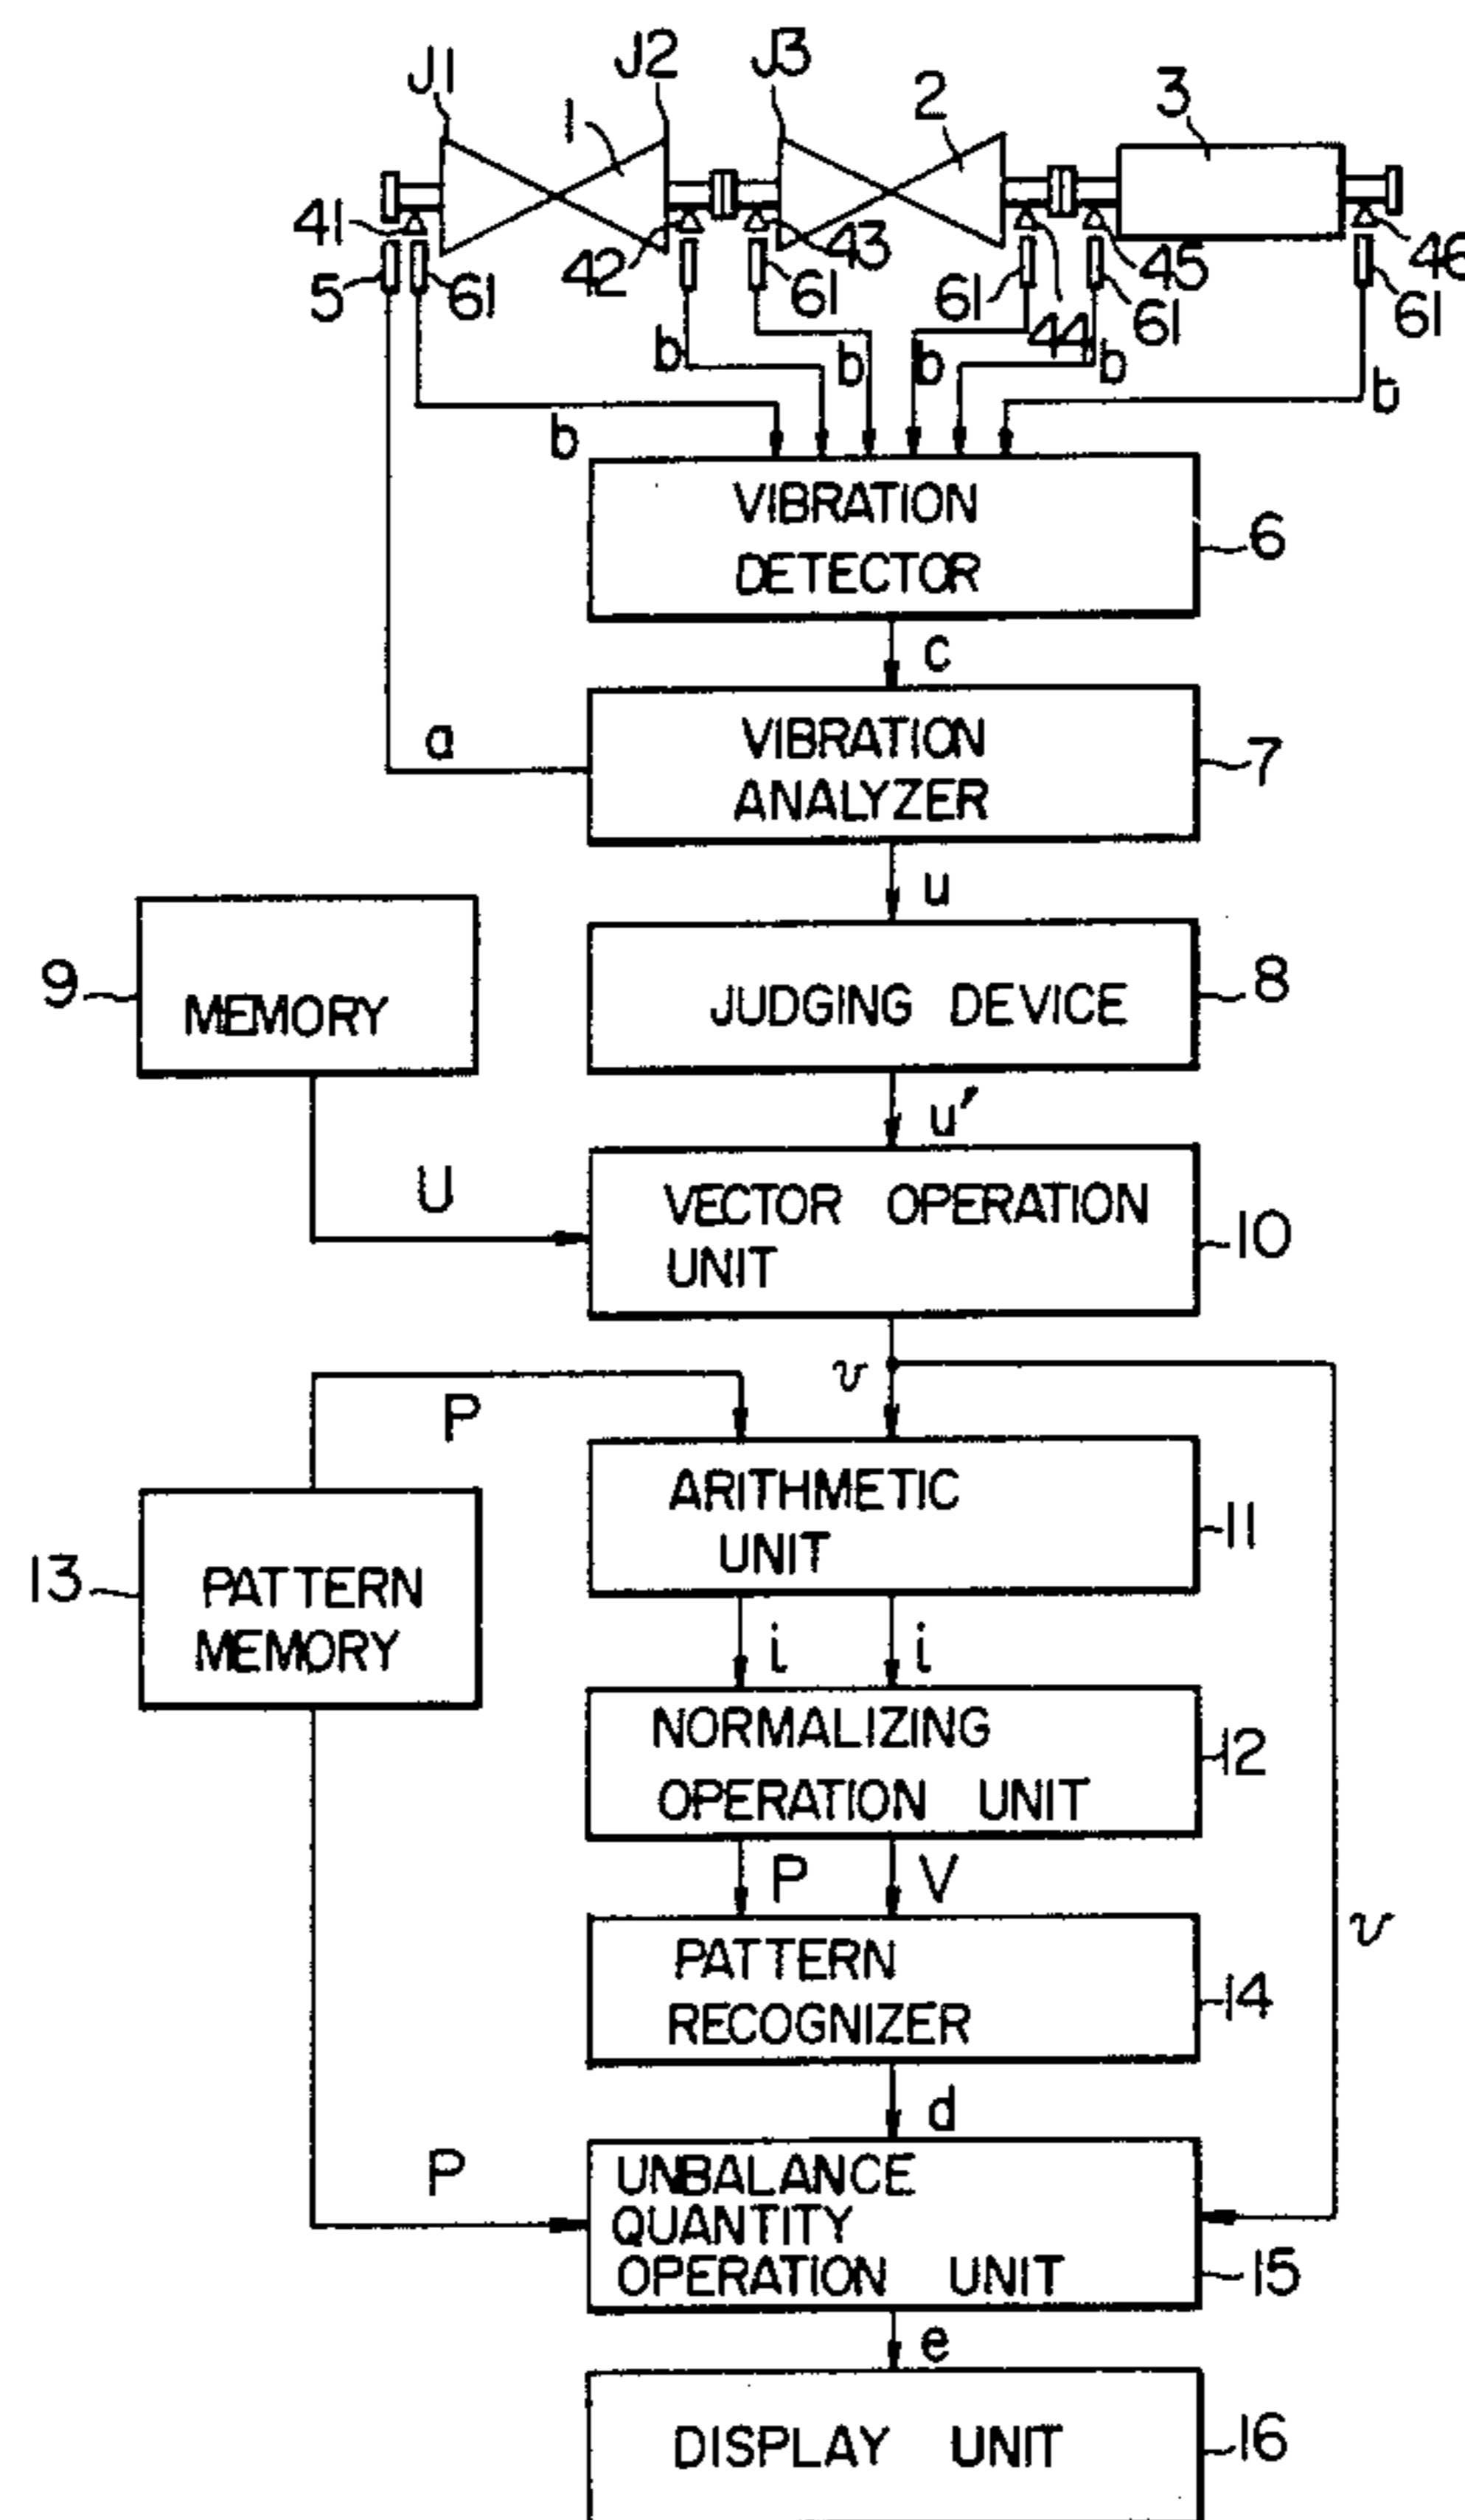 J1
J2
J3
1
2
3
41
42
43
44
45
46
5
61
61
61
61
61
b
b
b
b
b
b
VIBRATION
DETECTOR
6
c
a
VIBRATION
ANALYZER
7
u
9
MEMORY
JUDGING DEVICE
8
u'
U
VECTOR OPERATION
UNIT
10
P
v
ARITHMETIC
UNIT
11
13
PATTERN
MEMORY
i
i
NORMALIZING
OPERATION UNIT
12
P
V
v
PATTERN
RECOGNIZER
14
d
P
UNBALANCE
QUANTITY
OPERATION UNIT
15
e
DISPLAY UNIT
16